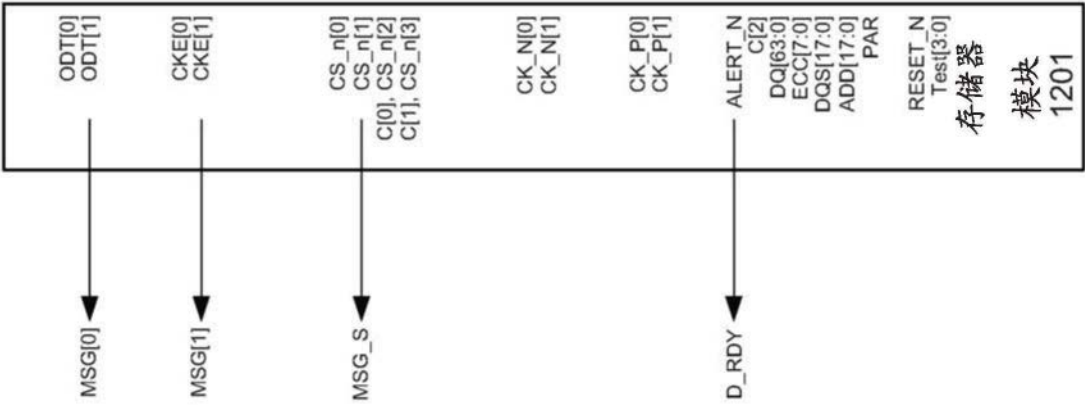 ODT[0]
ODT[1]
CKE[0]
CKE[1]
CS_n[0]
CS_n[1]
C[0], CS_n[2]
C[1], CS_n[3]
CK_N[0]
CK_N[1]
CK_P[0]
CK_P[1]
ALERT_N
C[2]
DQ[63:0]
ECC[7:0]
DQS[17:0]
ADD[17:0]
PAR
RESET_N
Test[3:0]
存储器
模块
1201
MSG[0]
MSG[1]
MSG_S
D_RDY